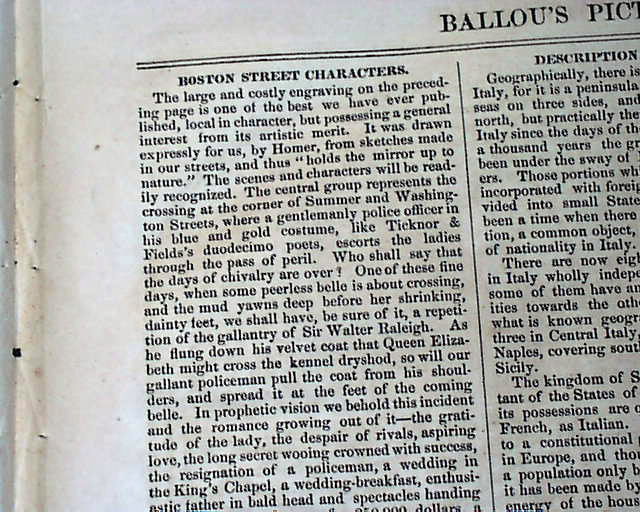 BALLOU'S PICT
BOSTON STREET CHARACTERS.
The large and costly engraving on the preced-
ing page is one of the best we have ever pub-
lished, local in character, but possessing a general
interest from its artistic merit. It was drawn
expressly for us, by Homer, from sketches made
in our streets, and thus "holds the mirror up to
nature." The scenes and characters will be read-
ily recognized. The central group represents the
crossing at the corner of Summer and Washing-
ton Streets, where a gentlemanly police officer in
his blue and gold costume, like Ticknor &
Fields's duodecimo poets, escorts the ladies
through the pass of peril. Who shall say that
the days of chivalry are over? One of these fine
days, when some peerless belle is about crossing,
and the mud yawns deep before her shrinking,
dainty feet, we shall have, be sure of it, a repeti-
tion of the gallantry of Sir Walter Raleigh. As
he flung down his velvet coat that Queen Eliza-
beth might cross the kennel dryshod, so will our
gallant policeman pull the coat from his shoul-
ders, and spread it at the feet of the coming
belle. In prophetic vision we behold this incident
and the romance growing out of it—the grati-
tude of the lady, the despair of rivals, aspiring
love, the long secret wooing crowned with success,
the resignation of a policeman, a wedding in
the King's Chapel, a wedding-breakfast, enthusi-
astic father in bald head and spectacles handing
250,000 dollars, a
DESCRIPTION
Geographically, there is
Italy, for it is a peninsula
seas on three sides, and
north, but practically the
Italy since the days of th
a thousand years the gr
been under the sway of
ers. Those portions wh
incorporated with foreig
vided into small State
been a time when there
tion, a common object,
of nationality in Italy.
There are now eigh
in Italy wholly indepe
some of them have an
ities towards the oth
what is known geogra
three in Central Italy,
Naples, covering sout
Sicily.
The kingdom of S
tant of the States of
its possessions are o
French, as Italian.
to a constitutional
in Europe, and thou
a population only b
it has been made by
energy of the hous